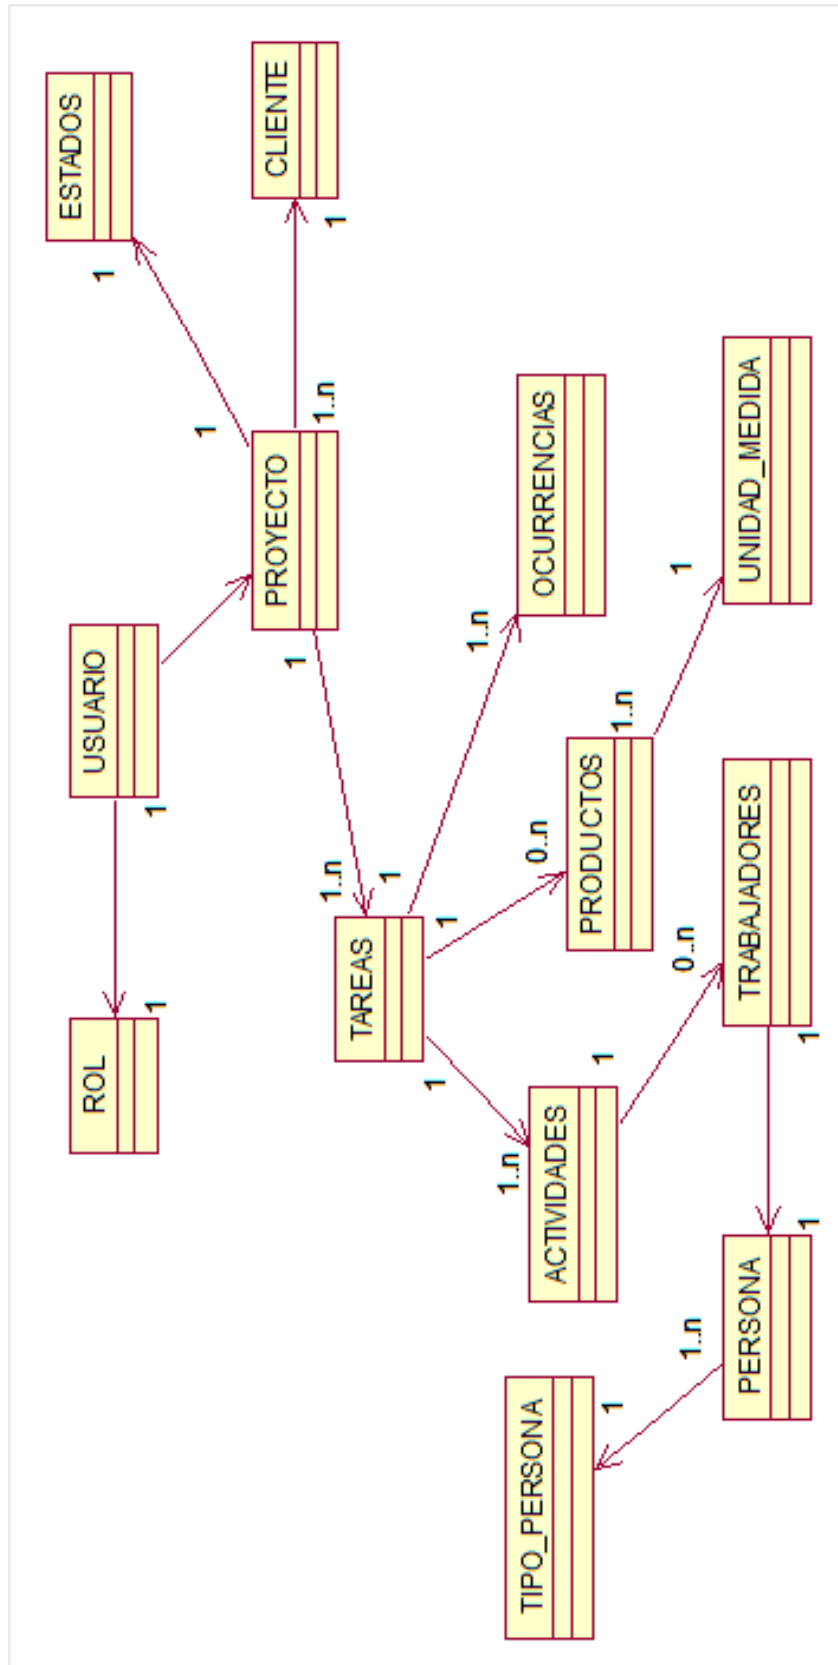 ESTADOS
ROL
USUARIO
1
1
1
1
PROYECTO
CLIENTE
1
1..n
1
1..n
TAREAS
1
1
1
1..n
1..n
TIPO_PERSONA
0..n
OCURRENCIAS
ACTIVIDADES
PRODUCTOS
1
1
1..n
1..n
0..n
1
PERSONA
TRABAJADORES
UNIDAD_MEDIDA
1
1